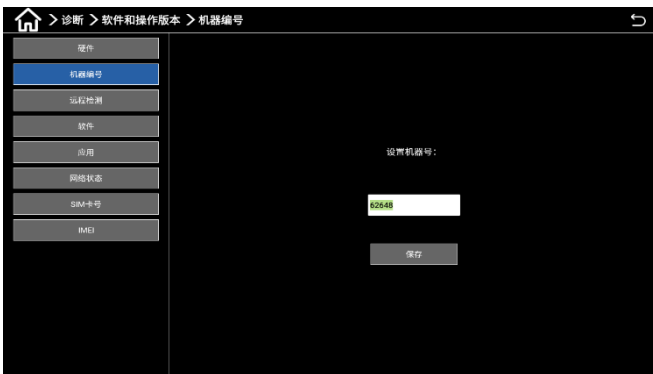 诊断 软件和操作版本 机器编号
硬件
机器编号
远程检测
软件
应用
网络状态
SIM卡号
IMEI
设置机器号：
62648
保存